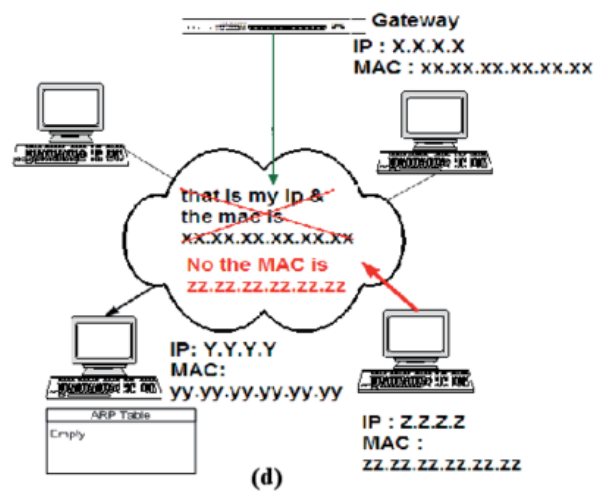 Gateway
IP : X.X.X.X
MAC : xx.xx.xx.xx.xx.xx
that is my ip &
the mac is
xx.xx.xx.xx.xx.xx
No the MAC is
zz.zz.zz.zz.zz.zz
IP: Y.Y.Y.Y
MAC:
yy.yy.yy.yy.yy.yy
ARP Table
Empty
IP : Z.Z.Z.Z
MAC :
zz.zz.zz.zz.zz.zz
(d)